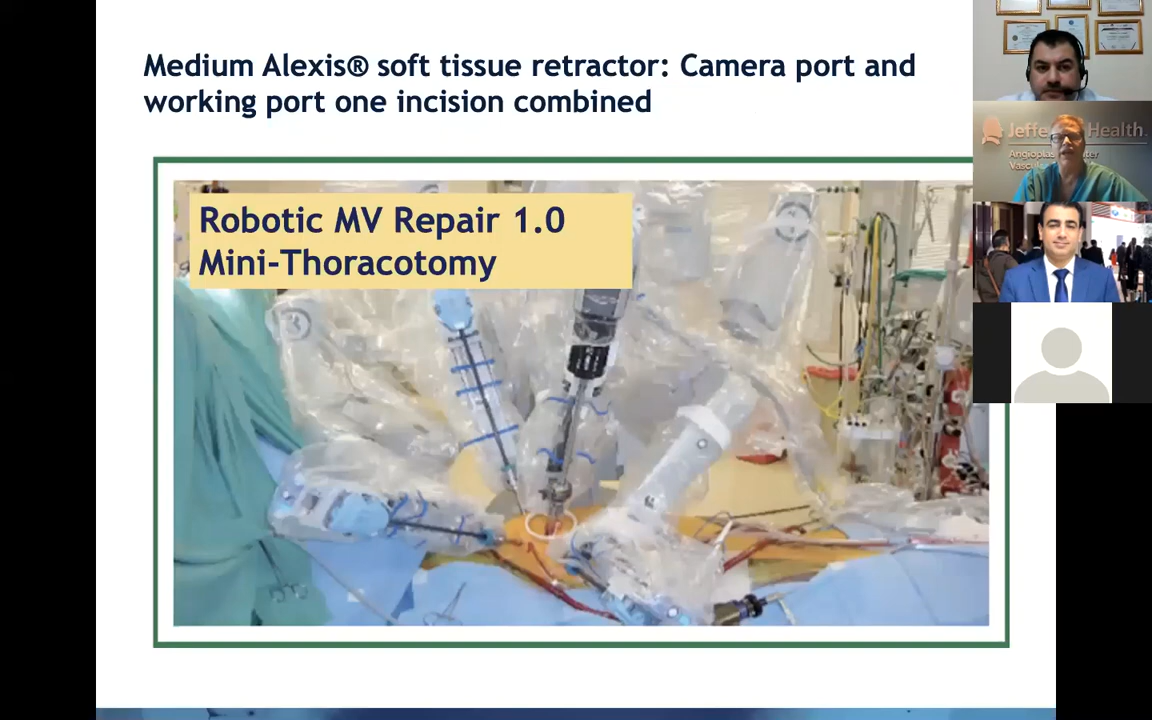 Medium Alexis® soft tissue retractor: Camera port and
working port one incision combined
Robotic MV Repair 1.0
Mini-Thoracotomy
Health.